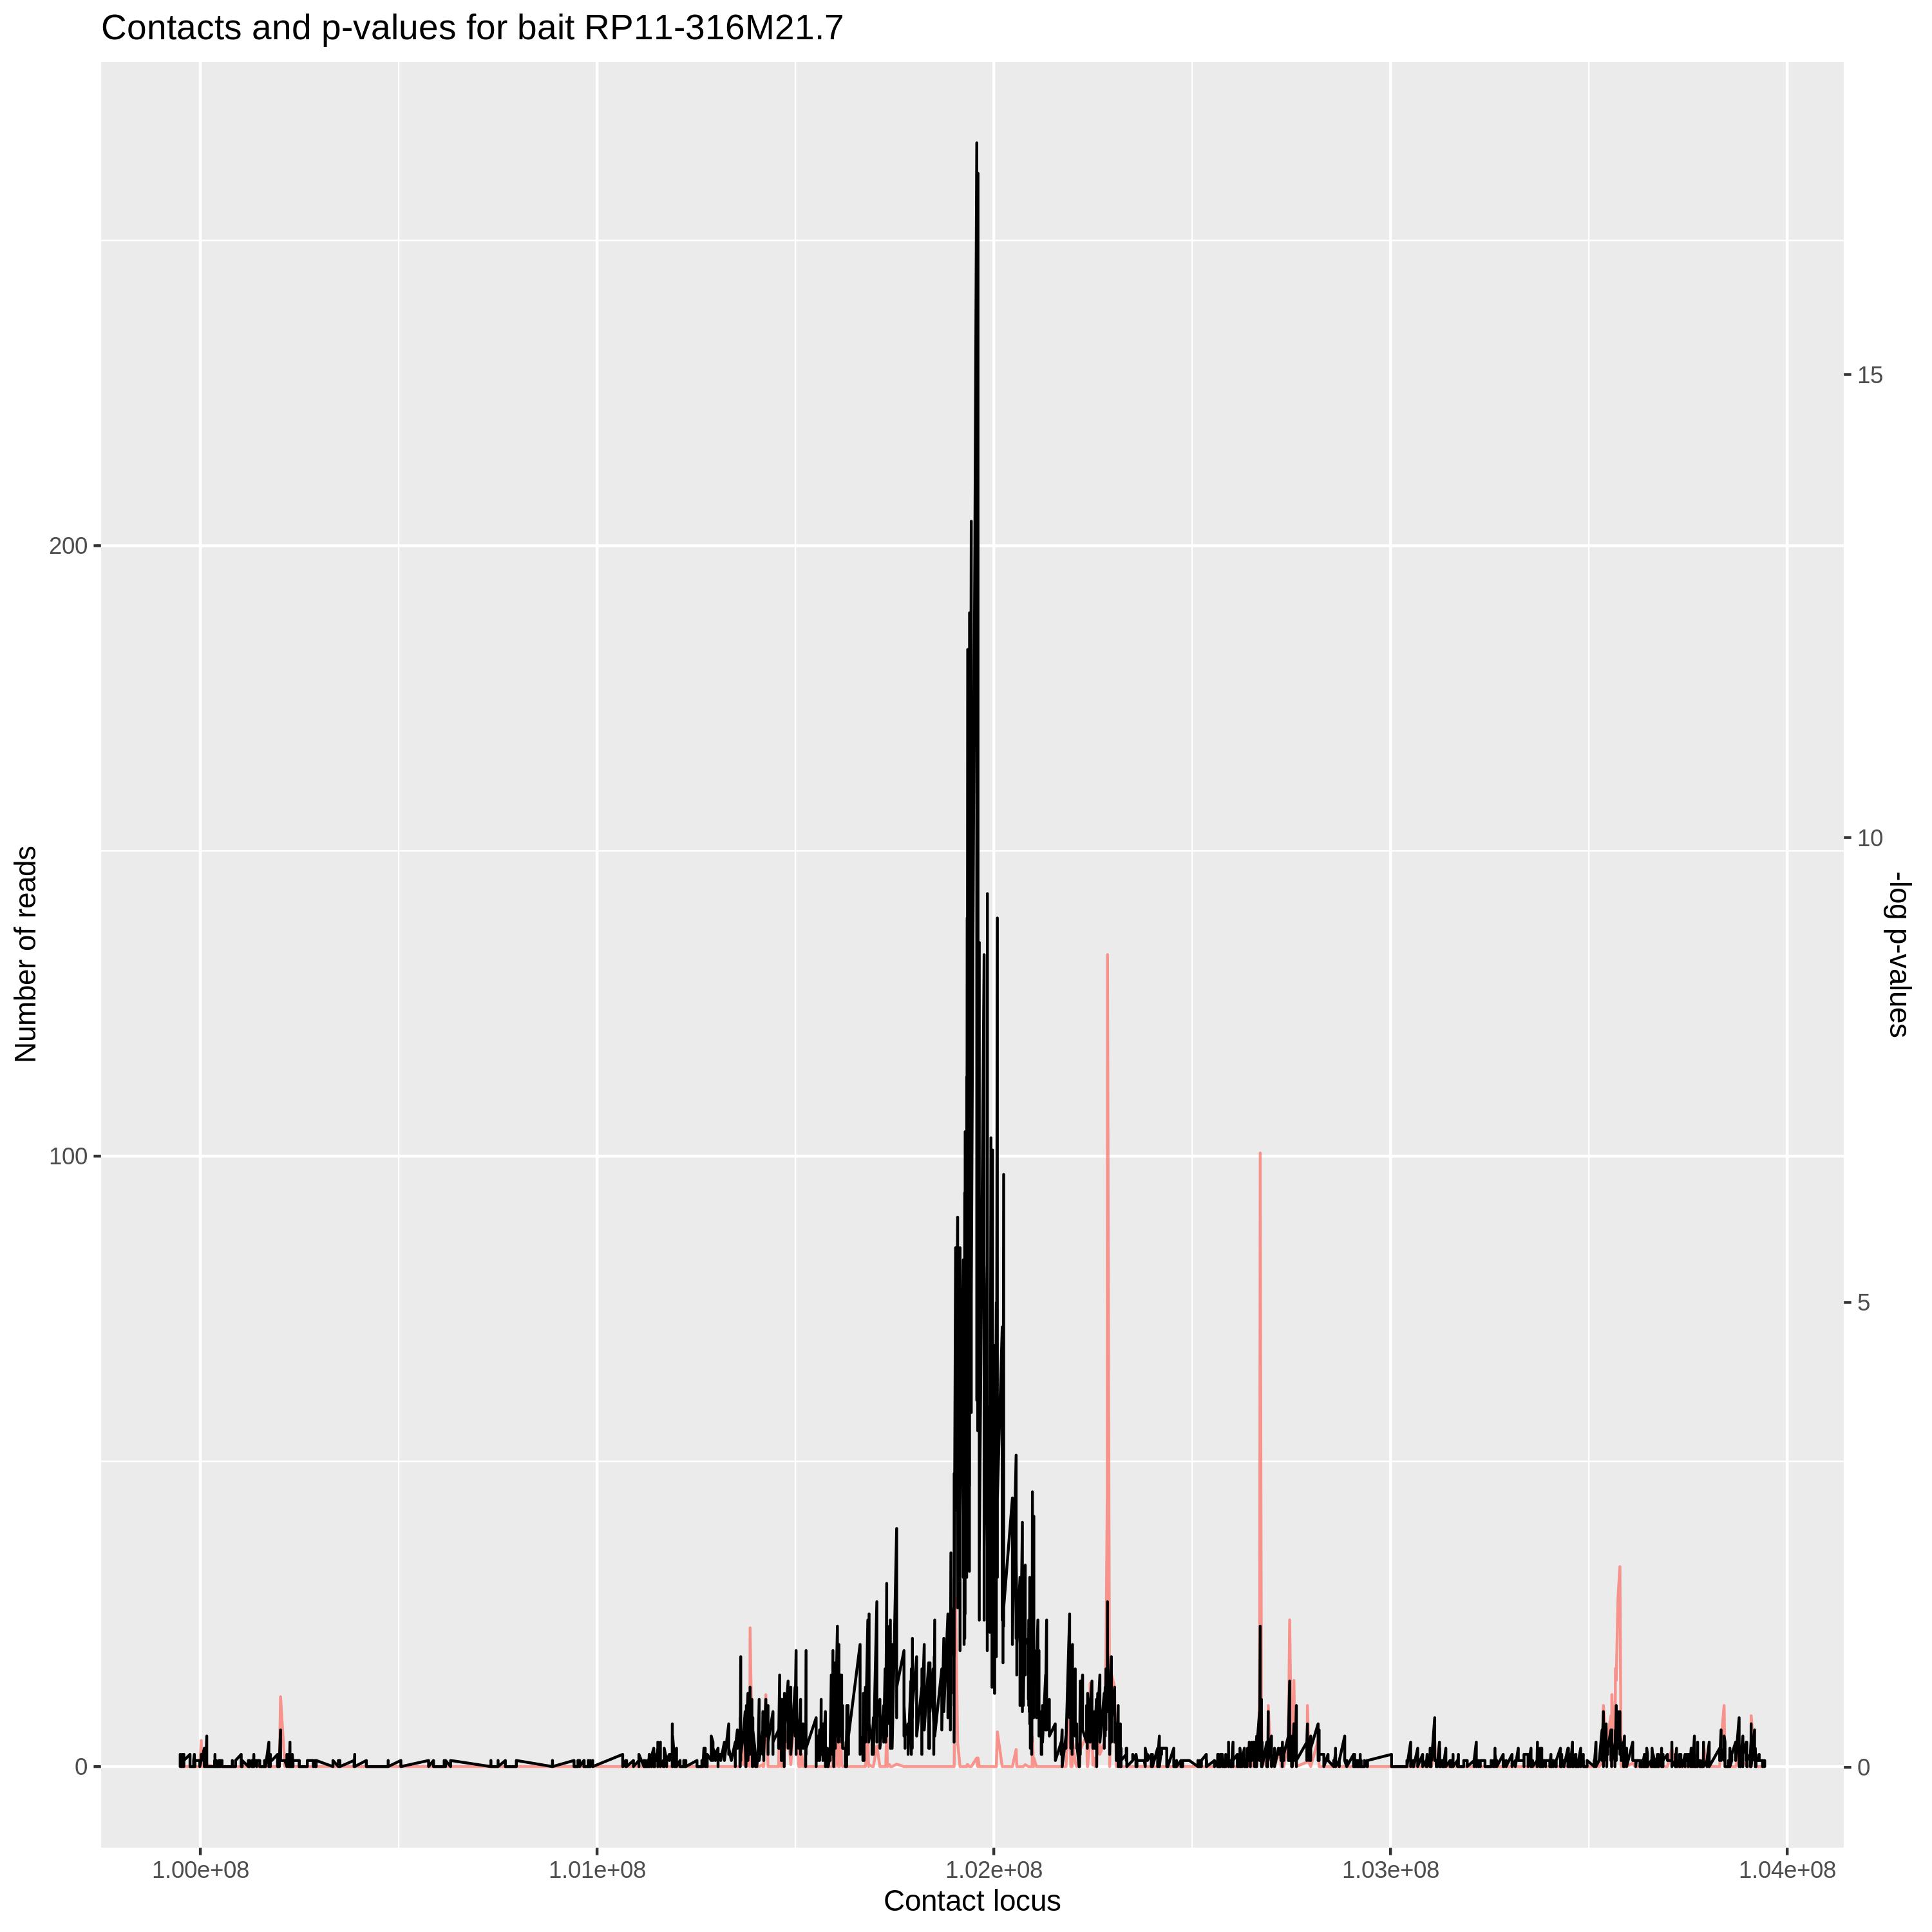 Contacts and p-values for bait RP11-316M21.7
200
100
0
Number of reads
15
10
5
0
-log p-values
1.00e+08 1.01e+08 1.02e+08 1.03e+08 1.04e+08
Contact locus